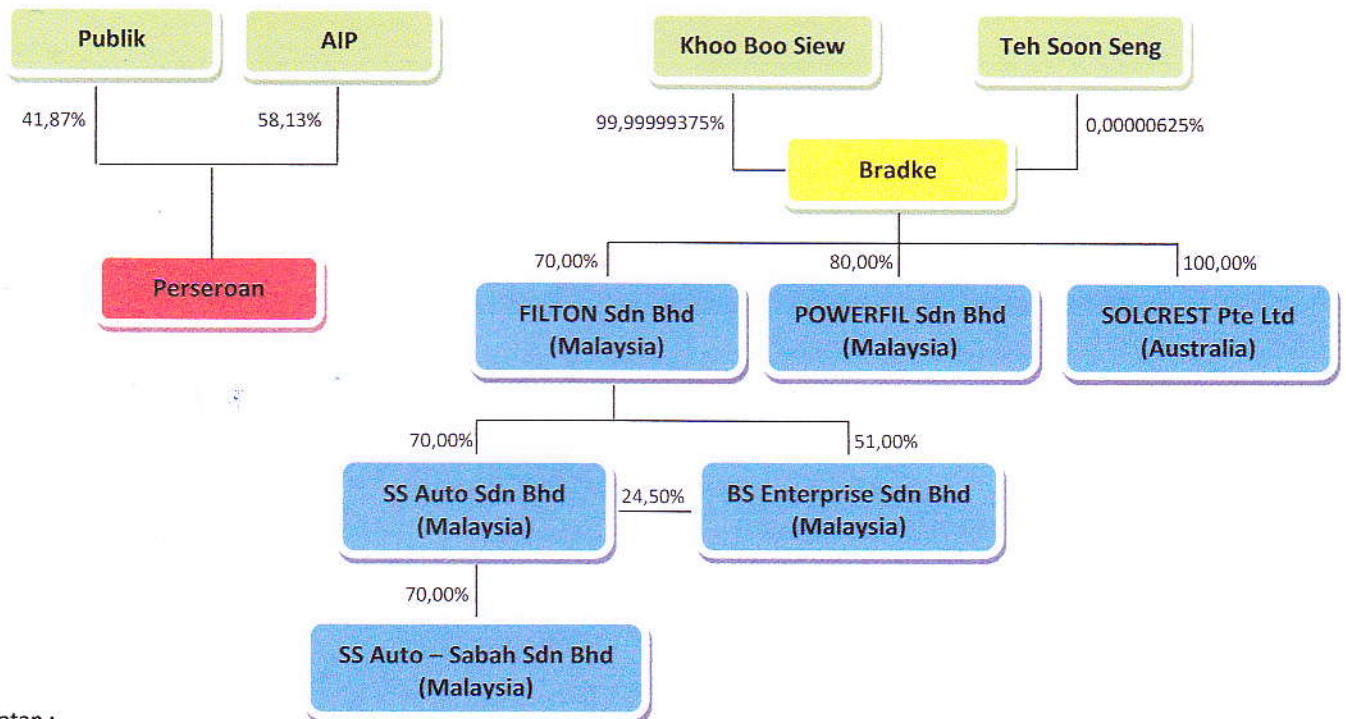 Publik
AIP
Khoo Boo Siew
Teh Soon Seng
41,87%
58,13%
99,99999375%
0,00000625%
Bradke
Perseroan
70,00%
80,00%
100,00%
FILTON Sdn Bhd
(Malaysia)
POWERFIL Sdn Bhd
(Malaysia)
SOLCREST Pte Ltd
(Australia)
70,00%
51,00%
SS Auto Sdn Bhd
(Malaysia)
24,50%
BS Enterprise Sdn Bhd
(Malaysia)
70,00%
SS Auto – Sabah Sdn Bhd
(Malaysia)